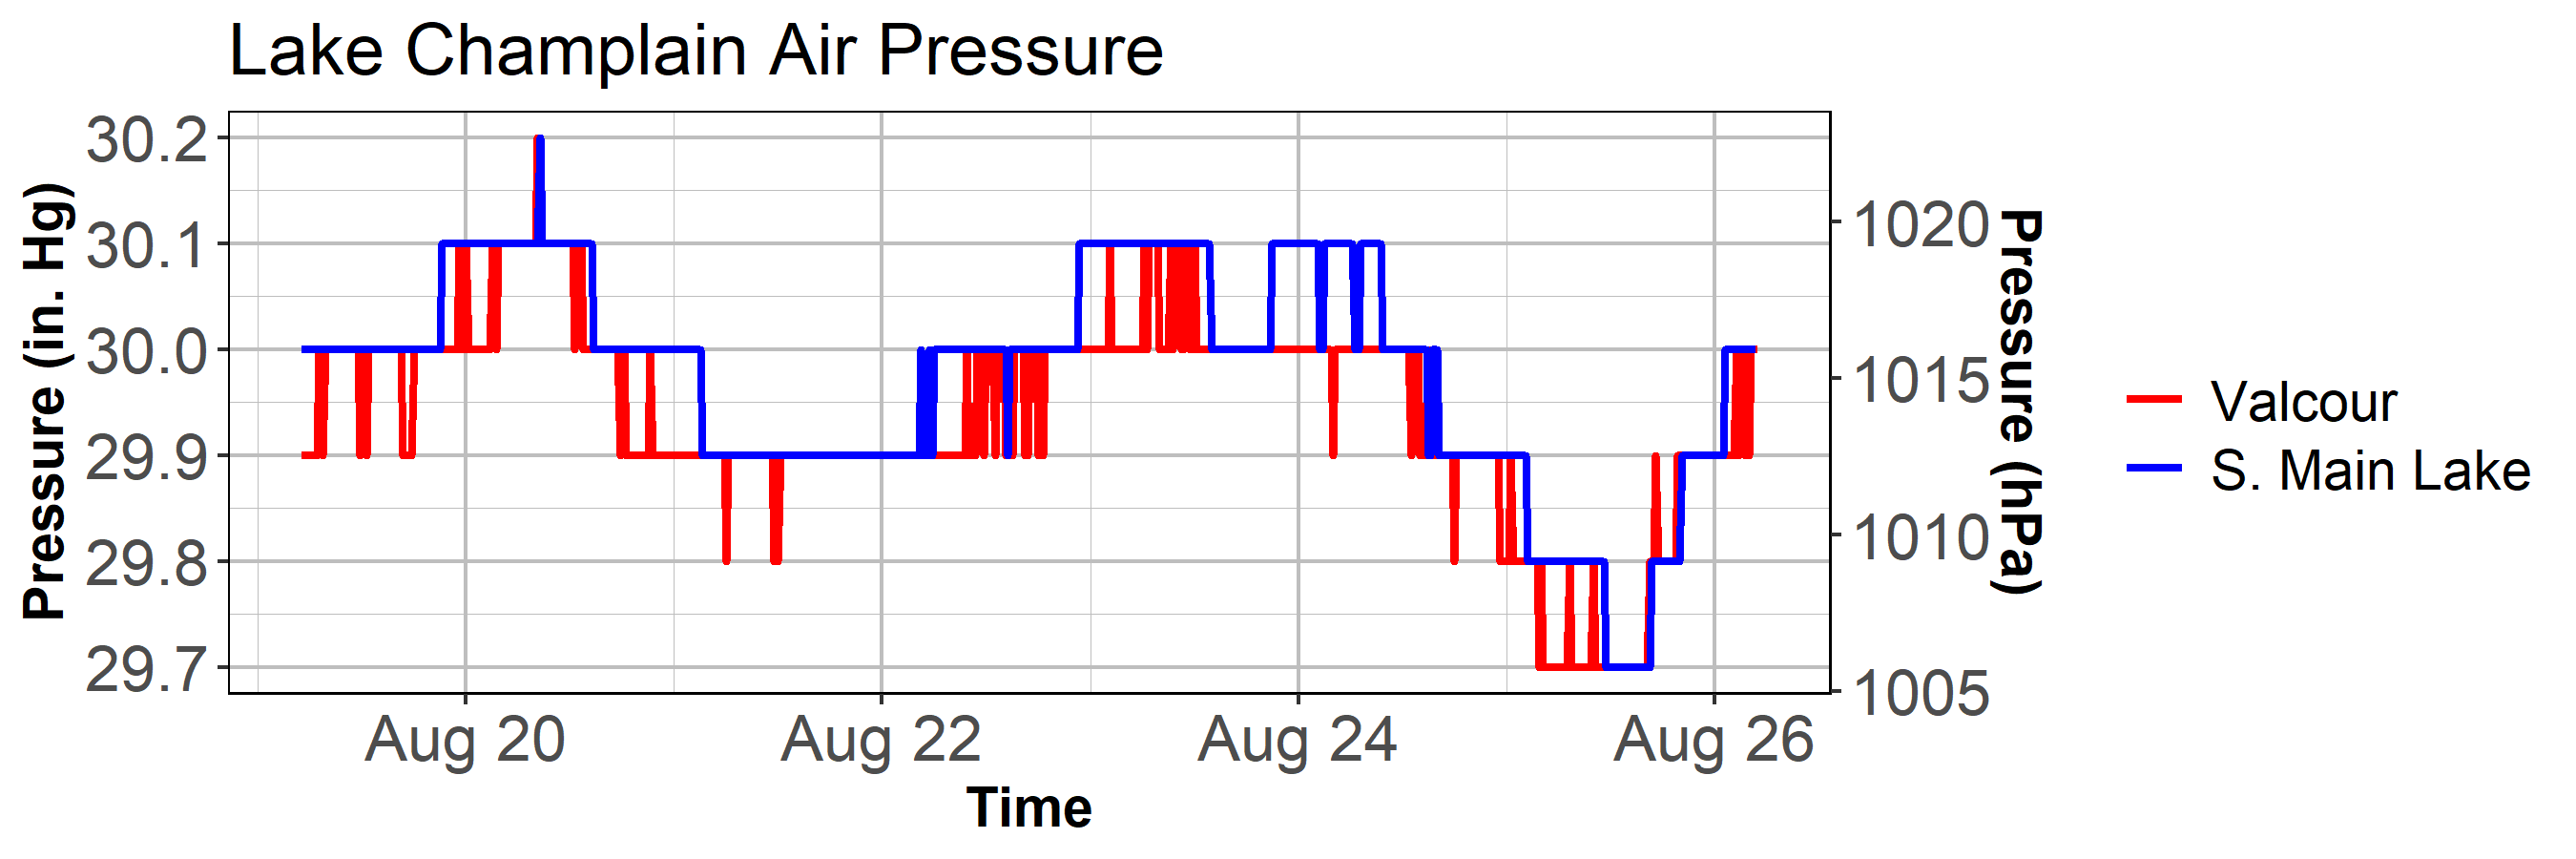 Lake Champlain Air Pressure
Pressure (in. Hg)
30.2
30.1
30.0
29.9
29.8
29.7
1020
1015
1010
1005
Pressure (hPa)
Aug 20 Aug 22 Aug 24 Aug 26
Time
Valcour
S. Main Lake